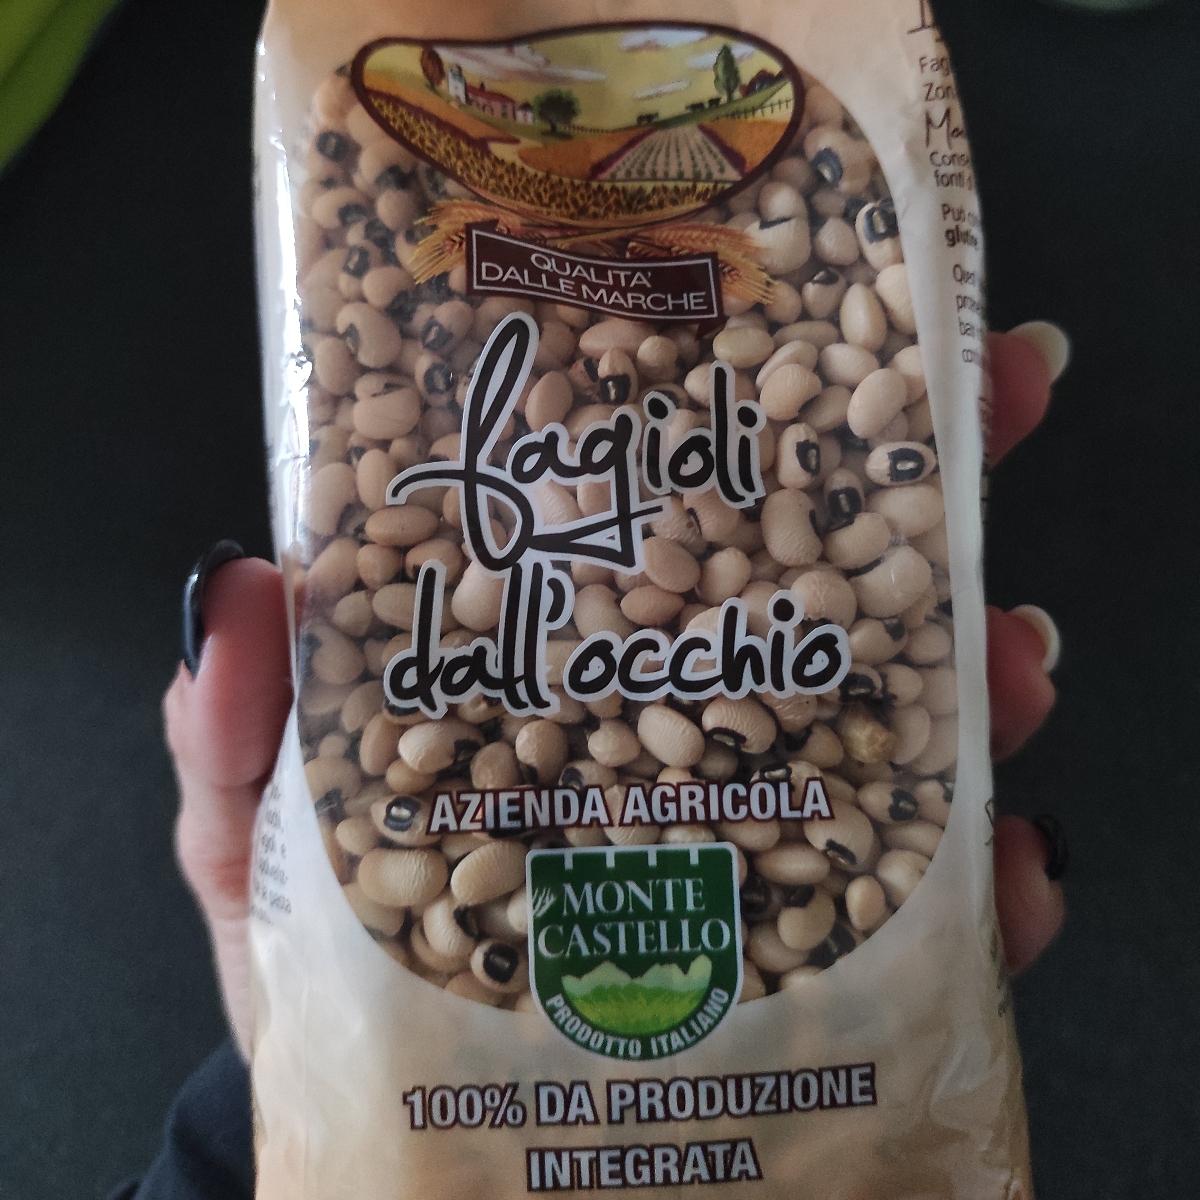 QUALITA'
DALLE MARCHE
fagioli
dall'occhio
AZIENDA AGRICOLA
MONTE
CASTELLO
PRODOTTO ITALIANO
100% DA PRODUZIONE
INTEGRATA